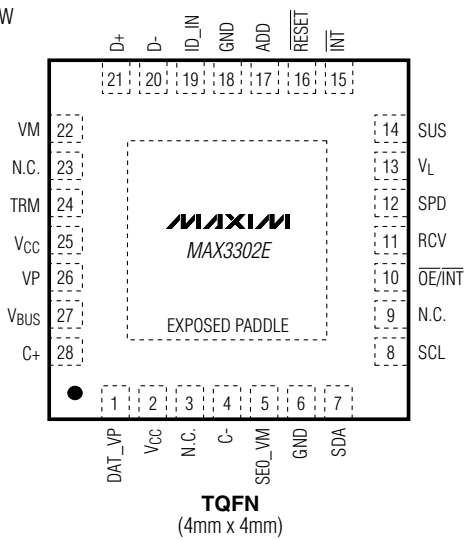 W
D+ D- ID_IN GND ADD RESET INT
21 20 19 18 17 16 15
VM 22 14 SUS
N.C. 23 13 VL
TRM 24 12 SPD
VCC 25 11 RCV
VP 26 10 OE/INT
VBUS 27 9 N.C.
C+ 28 8 SCL
MAXIM
MAX3302E
EXPOSED PADDLE
1 2 3 4 5 6 7
DAT_VP VCC N.C. C- SE0_VM GND SDA
TQFN
(4mm x 4mm)